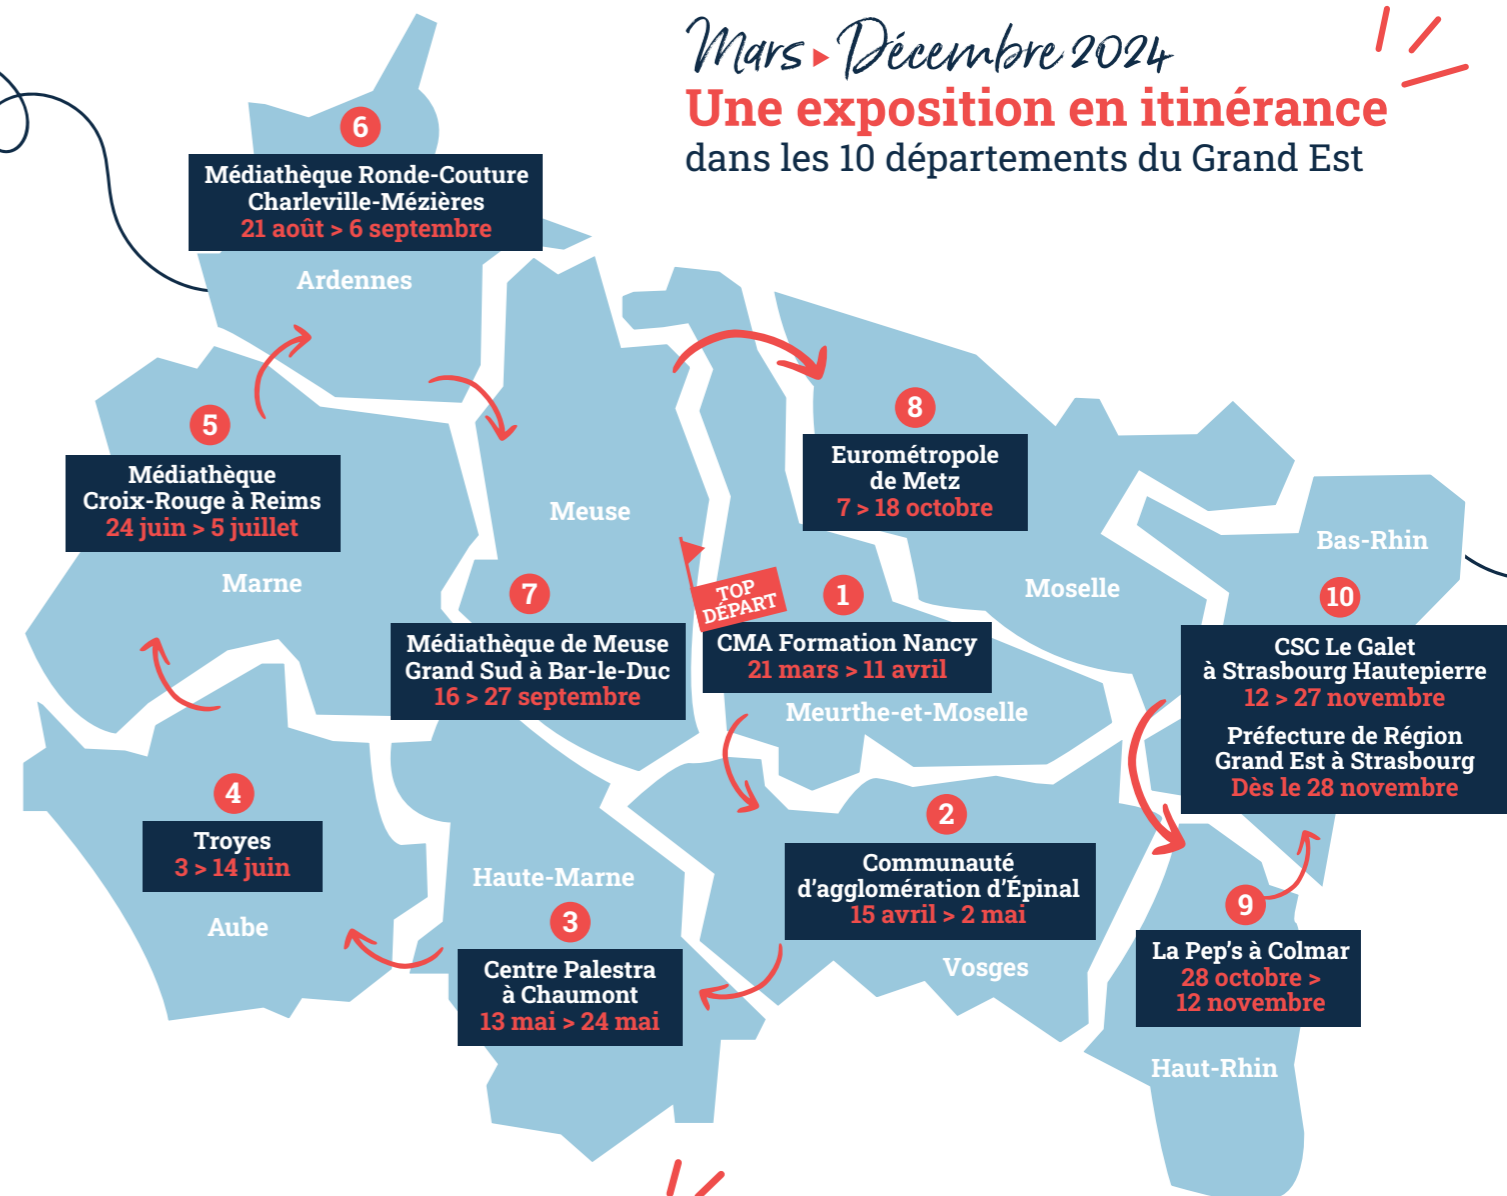 Mars ▸ Décembre 2024
Une exposition en itinérance
dans les 10 départements du Grand Est
6
Médiathèque Ronde-Couture
Charleville-Mézières
21 août > 6 septembre
Ardennes
5
Médiathèque
Croix-Rouge à Reims
24 juin > 5 juillet
Marne
Meuse
7
Médiathèque de Meuse
Grand Sud à Bar-le-Duc
16 > 27 septembre
8
Eurométropole
de Metz
7 > 18 octobre
Moselle
TOP
DÉPART
1
CMA Formation Nancy
21 mars > 11 avril
Meurthe-et-Moselle
Bas-Rhin
10
CSC Le Galet
à Strasbourg Hautepierre
12 > 27 novembre
Préfecture de Région
Grand Est à Strasbourg
Dès le 28 novembre
4
Troyes
3 > 14 juin
Aube
Haute-Marne
3
Centre Palestra
à Chaumont
13 mai > 24 mai
2
Communauté
d'agglomération d'Épinal
15 avril > 2 mai
Vosges
9
La Pep's à Colmar
28 octobre >
12 novembre
Haut-Rhin